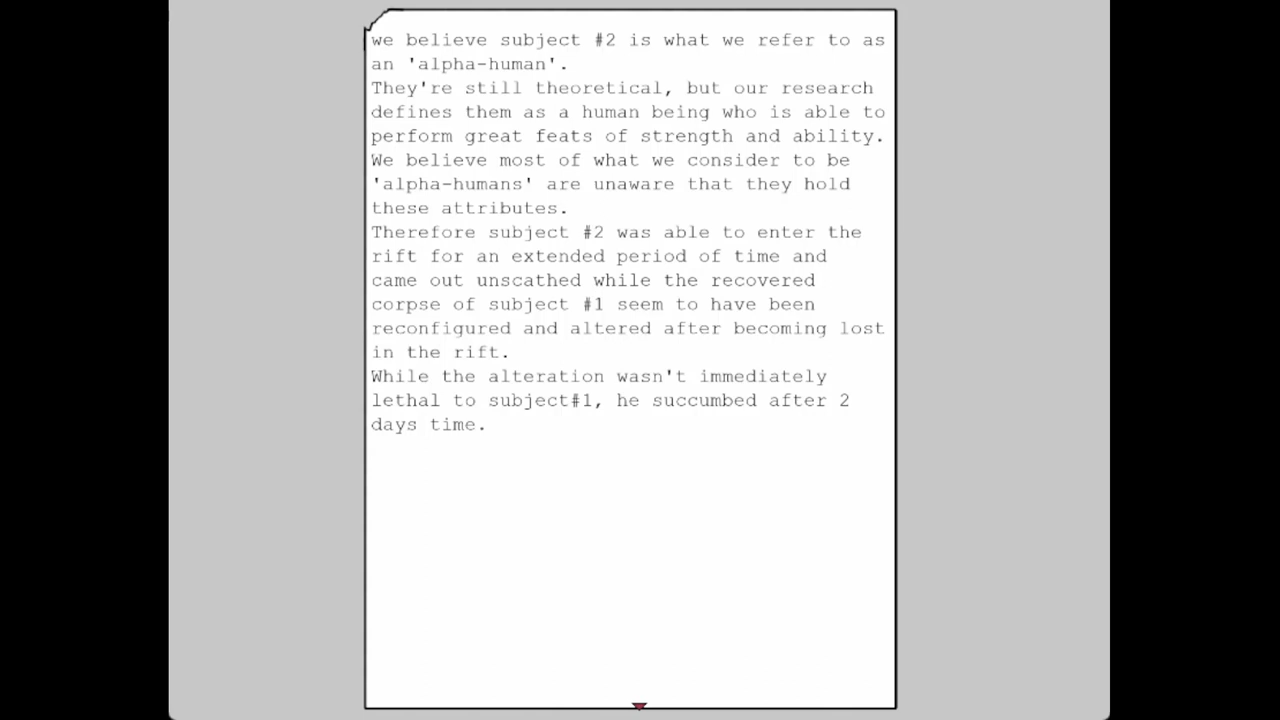 we believe subject #2 is what we refer to as
an 'alpha-human'.
They're still theoretical, but our research
defines them as a human being who is able to
perform great feats of strength and ability.
We believe most of what we consider to be
'alpha-humans' are unaware that they hold
these attributes.
Therefore subject #2 was able to enter the
rift for an extended period of time and
came out unscathed while the recovered
corpse of subject #1 seem to have been
reconfigured and altered after becoming lost
in the rift.
While the alteration wasn't immediately
lethal to subject#1, he succumbed after 2
days time.